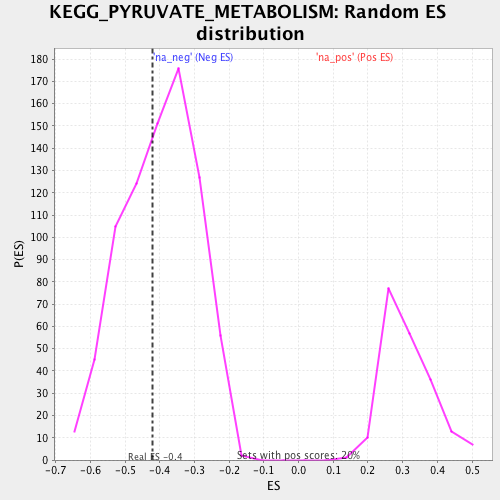 KEGG_PYRUVATE_METABOLISM: Random ES
distribution
'na_neg' (Neg ES)
'na_pos' (Pos ES)
180
170
160
150
140
130
120
110
100
90
80
70
60
50
40
30
20
10
0
P(ES)
Real ES -0.4
Sets with pos scores: 20%
-0.7 -0.6 -0.5 -0.4 -0.3 -0.2 -0.1 0.0 0.1 0.2 0.3 0.4 0.5
ES